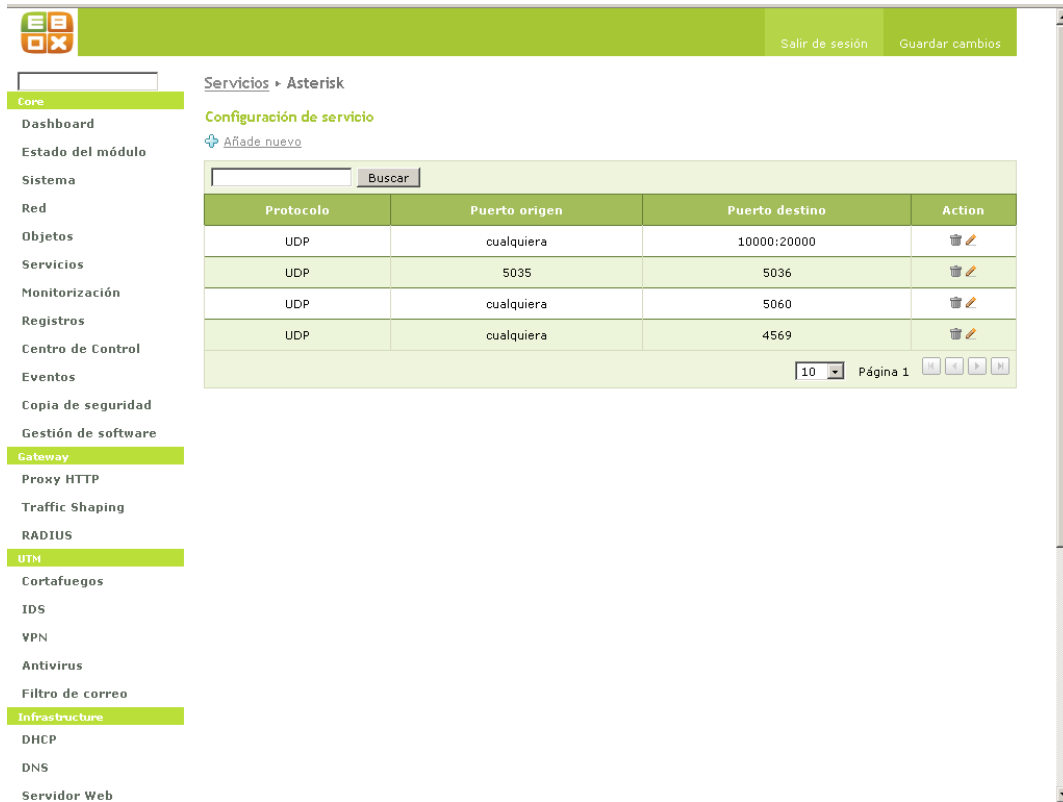 EBOX
Salir de sesión
Guardar cambios
Core
Dashboard
Estado del módulo
Sistema
Red
Objetos
Servicios
Monitorización
Registros
Centro de Control
Eventos
Copia de seguridad
Gestión de software
Gateway
Proxy HTTP
Traffic Shaping
RADIUS
UTM
Cortafuegos
IDS
VPN
Antivirus
Filtro de correo
Infrastructure
DHCP
DNS
Servidor Web
Servicios ▸ Asterisk
Configuración de servicio
Añade nuevo
Buscar
Protocolo Puerto origen Puerto destino Action
UDP cualquiera 10000:20000
UDP 5035 5036
UDP cualquiera 5060
UDP cualquiera 4569
10 Página 1